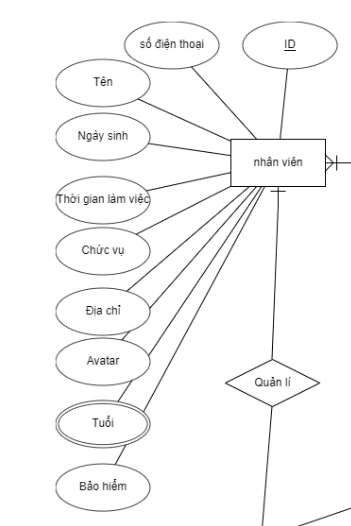 số điện thoại
ID
Tên
Ngày sinh
nhân viên
Thời gian làm việc
Chức vụ
Địa chỉ
Avatar
Quản lí
Tuổi
Bảo hiểm